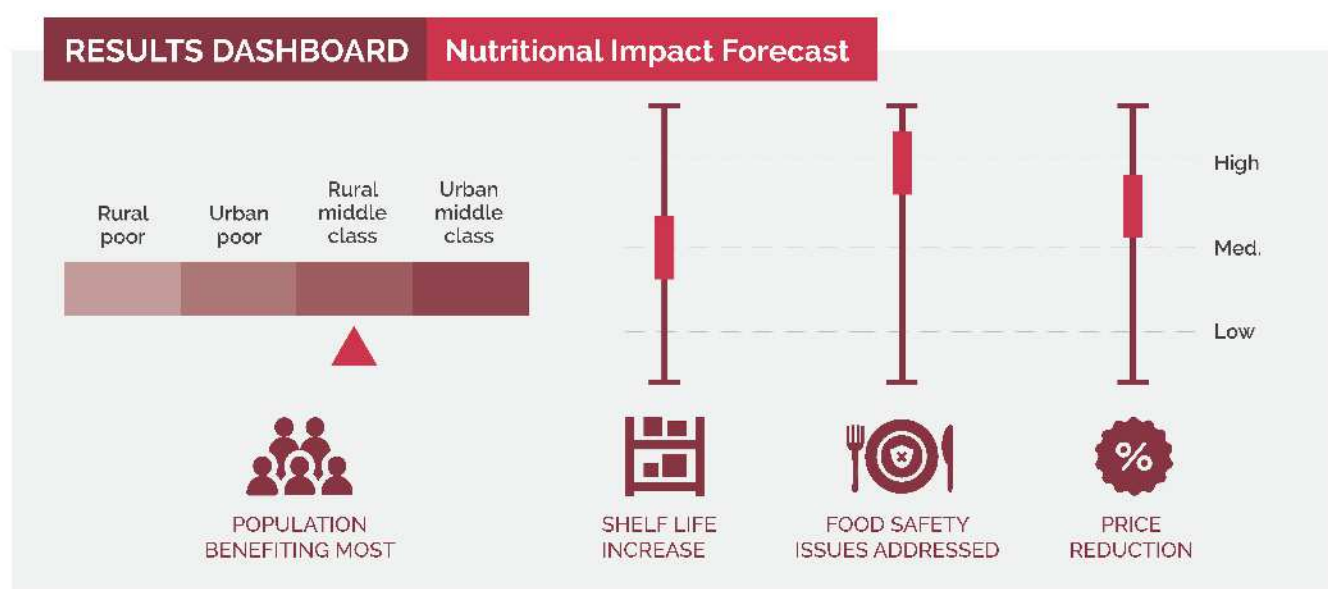 RESULTS DASHBOARD
Nutritional Impact Forecast
Rural
poor
Urban
poor
Rural
middle
class
Urban
middle
class
High
Med.
Low
POPULATION
BENEFITING MOST
SHELF LIFE
INCREASE
FOOD SAFETY
ISSUES ADDRESSED
%
PRICE
REDUCTION